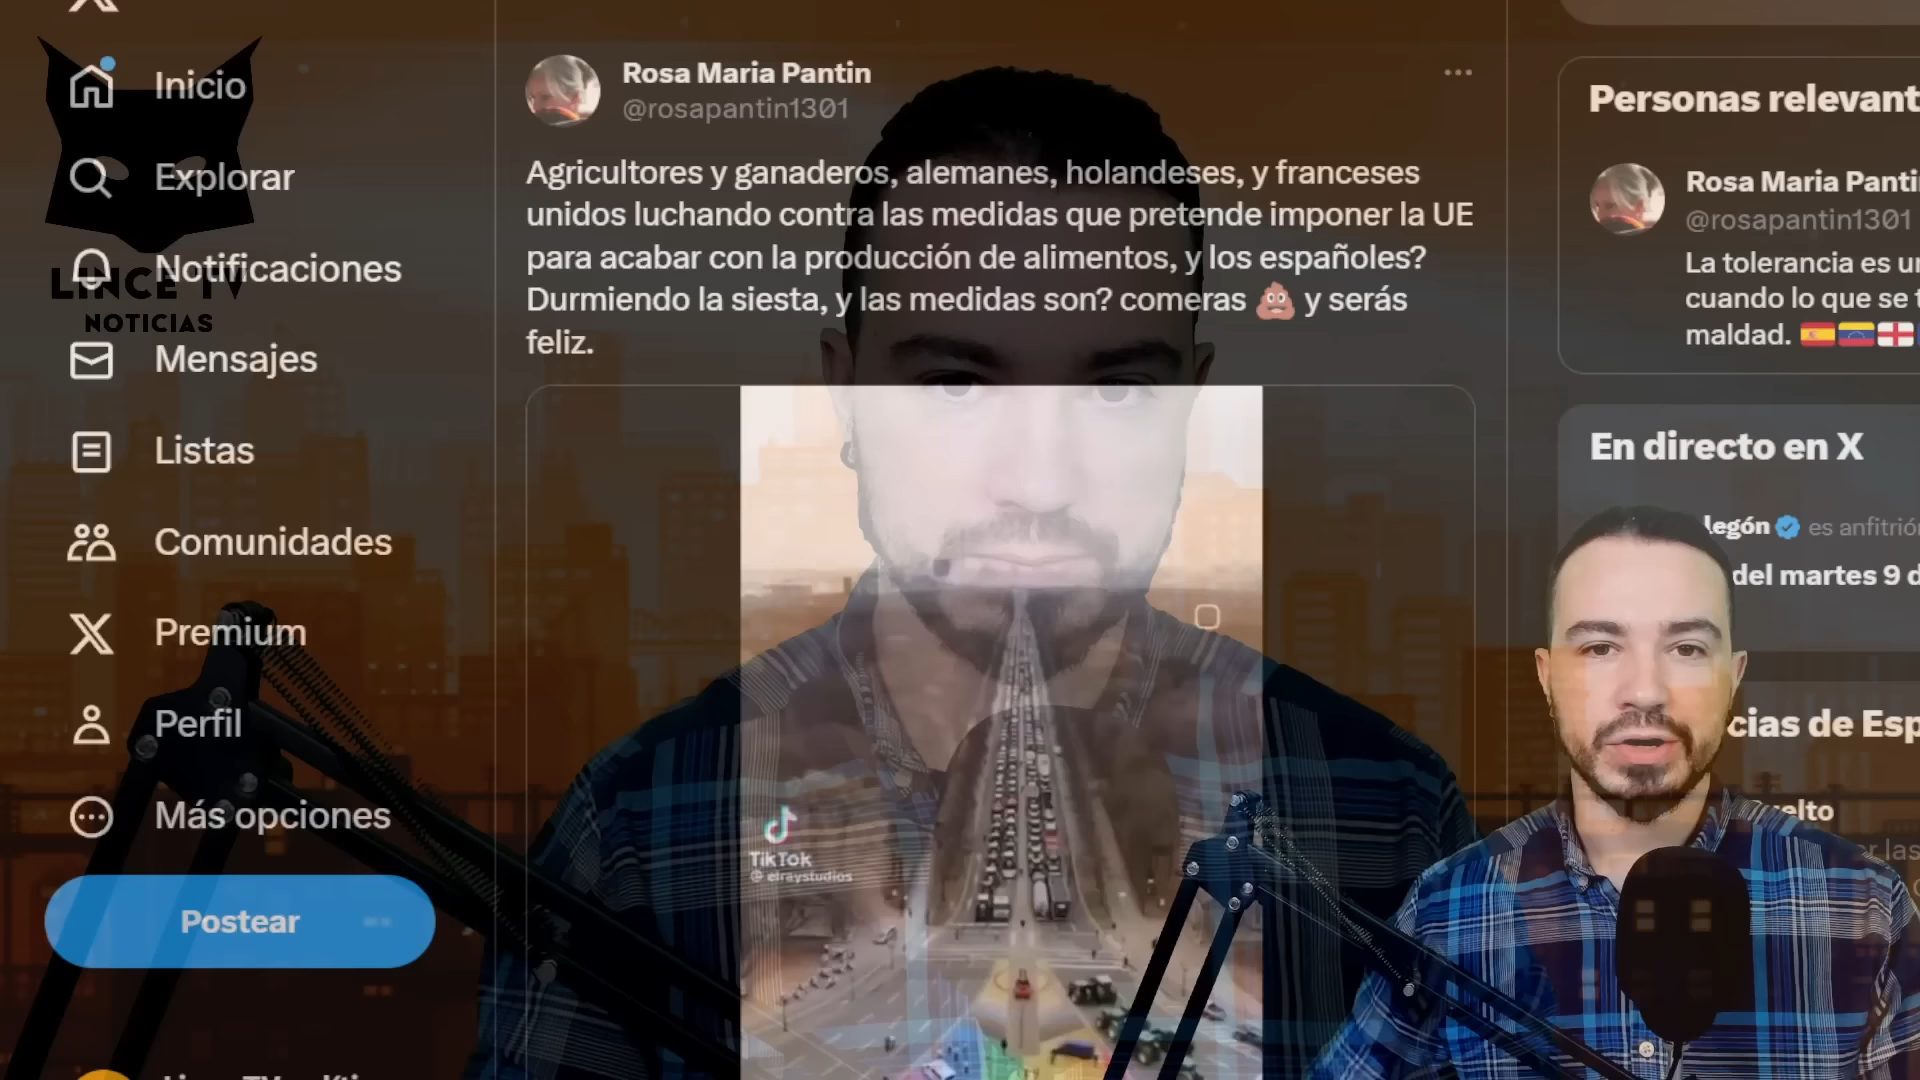 Inicio
Explorar
Notificaciones
LINCE TV
NOTICIAS
Mensajes
Listas
Comunidades
Premium
Perfil
Más opciones
Postear
Rosa Maria Pantin
@rosapantin1301
Agricultores y ganaderos, alemanes, holandeses, y franceses
unidos luchando contra las medidas que pretende imponer la UE
para acabar con la producción de alimentos, y los españoles?
Durmiendo la siesta, y las medidas son? comeras 💩 y serás
feliz.
TikTok
@elraystudios
Personas relevant
Rosa Maria Panti
@rosapantin1301
La tolerancia es u
cuando lo que se t
maldad.
En directo en X
legón es anfitrión
del martes 9 d
cias de Esp
uelto